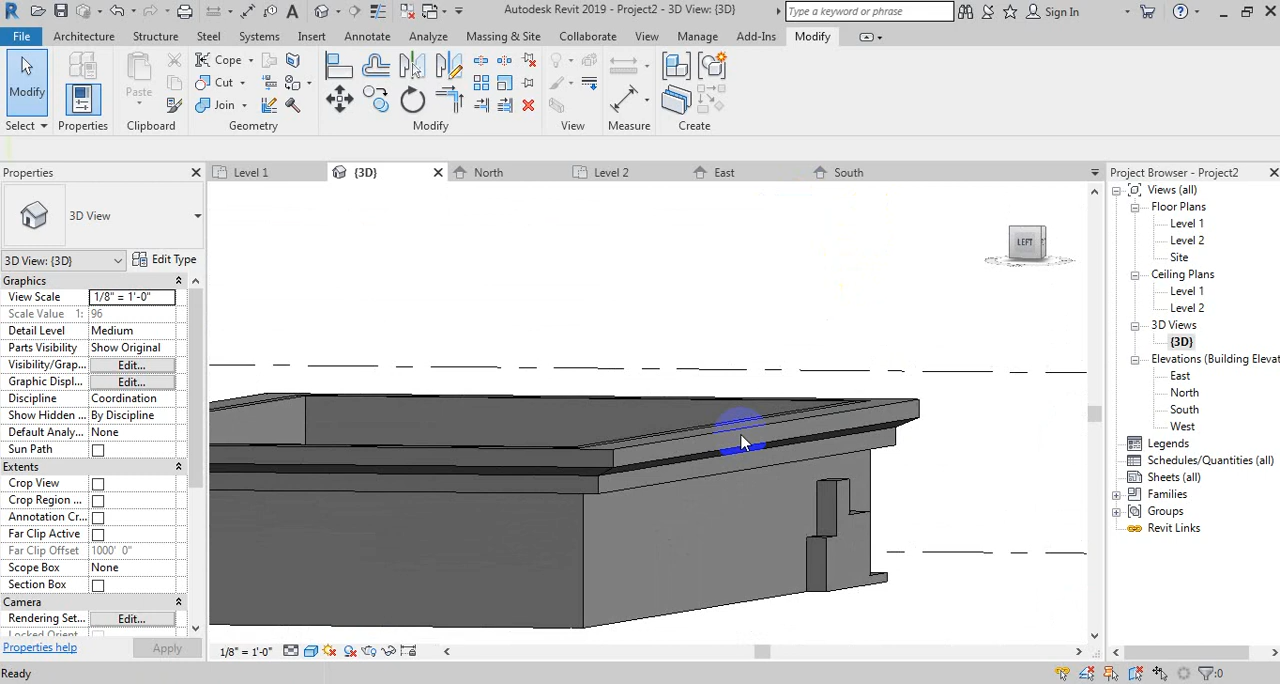 Autodesk Revit 2019 - Project2 - 3D View: {3D}
Type a keyword or phrase
Sign In
File Architecture Structure Steel Systems Insert Annotate Analyze Massing & Site Collaborate View Manage Add-Ins Modify
Modify
Properties
Paste
Cope
Cut
Join
Select Properties Clipboard Geometry Modify View Measure Create
Properties
Level 1 {3D} North Level 2 East South
Project Browser - Project2
3D View
3D View: {3D} Edit Type
Graphics
View Scale 1/8" = 1'-0"
Scale Value 1: 96
Detail Level Medium
Parts Visibility Show Original
Visibility/Grap... Edit...
Graphic Displ... Edit...
Discipline Coordination
Show Hidden ... By Discipline
Default Analy... None
Sun Path
Extents
Crop View
Crop Region ...
Annotation Cr...
Far Clip Active
Far Clip Offset 1000' 0"
Scope Box None
Section Box
Camera
Rendering Set... Edit...
Locked Orient
Properties help Apply
LEFT
Views (all)
Floor Plans
Level 1
Level 2
Site
Ceiling Plans
Level 1
Level 2
3D Views
{3D}
Elevations (Building Elevat
East
North
South
West
Legends
Schedules/Quantities (all)
Sheets (all)
Families
Groups
Revit Links
1/8" = 1'-0"
Ready
:0